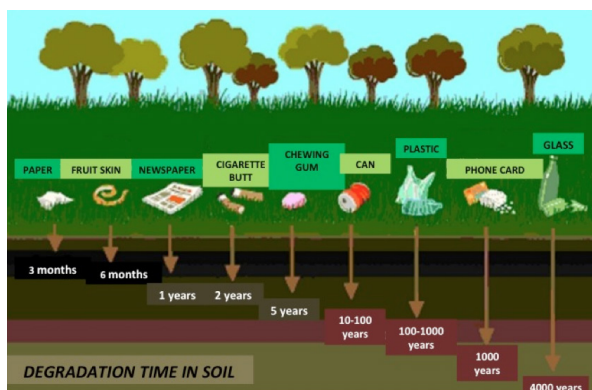 PAPER
FRUIT SKIN
NEWSPAPER
CIGARETTE
BUTT
CHEWING
GUM
CAN
PLASTIC
PHONE CARD
GLASS
3 months
6 months
1 years
2 years
5 years
10-100
years
100-1000
years
1000
years
4000 years
DEGRADATION TIME IN SOIL